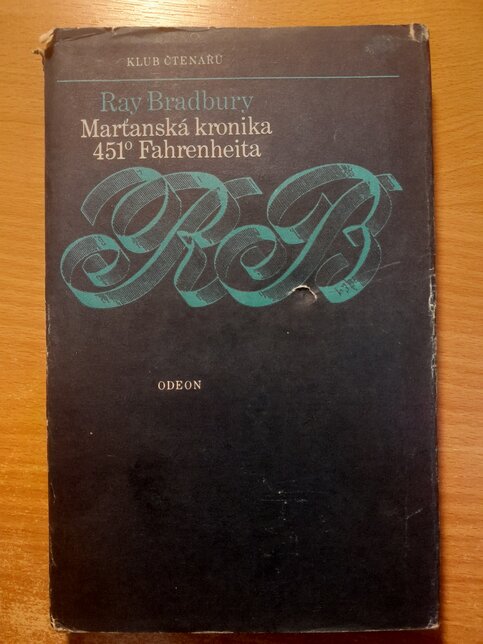 KLUB ČTENÁŘŮ
Ray Bradbury
Marťanská kronika
451° Fahrenheita
RB
ODEON